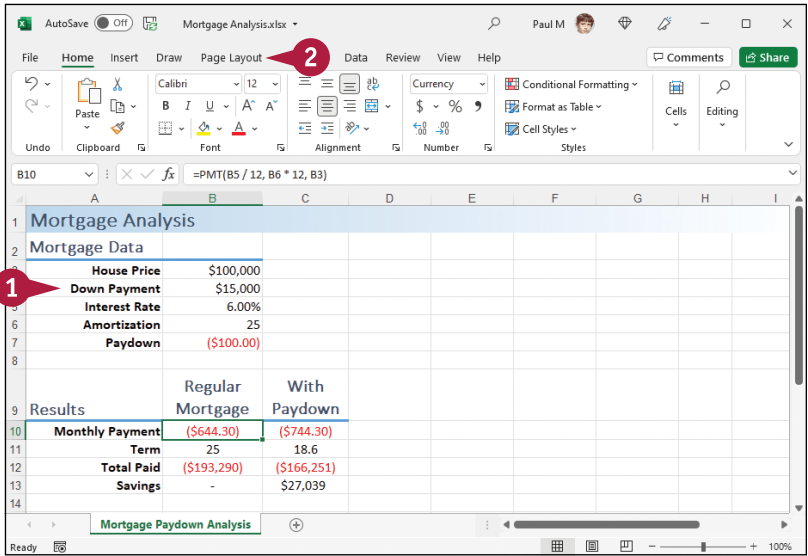 AutoSave Off Mortgage Analysis.xlsx Paul M
File Home Insert Draw Page Layout 2 Data Review View Help Comments Share
Undo Paste Clipboard
Calibri 12 B I U A A A Font
ab Alignment
Currency $ % 9 Number
Conditional Formatting
Format as Table
Cell Styles
Styles
Cells Editing
B10 fx =PMT(B5 / 12, B6 * 12, B3)
A B C D E F G H I
1 Mortgage Analysis
2 Mortgage Data
House Price $100,000
1 Down Payment $15,000
5 Interest Rate 6.00%
6 Amortization 25
7 Paydown ($100.00)
8
9 Results Regular Mortgage With Paydown
10 Monthly Payment ($644.30) ($744.30)
11 Term 25 18.6
12 Total Paid ($193,290) ($166,251)
13 Savings - $27,039
14
Mortgage Paydown Analysis
Ready 100%